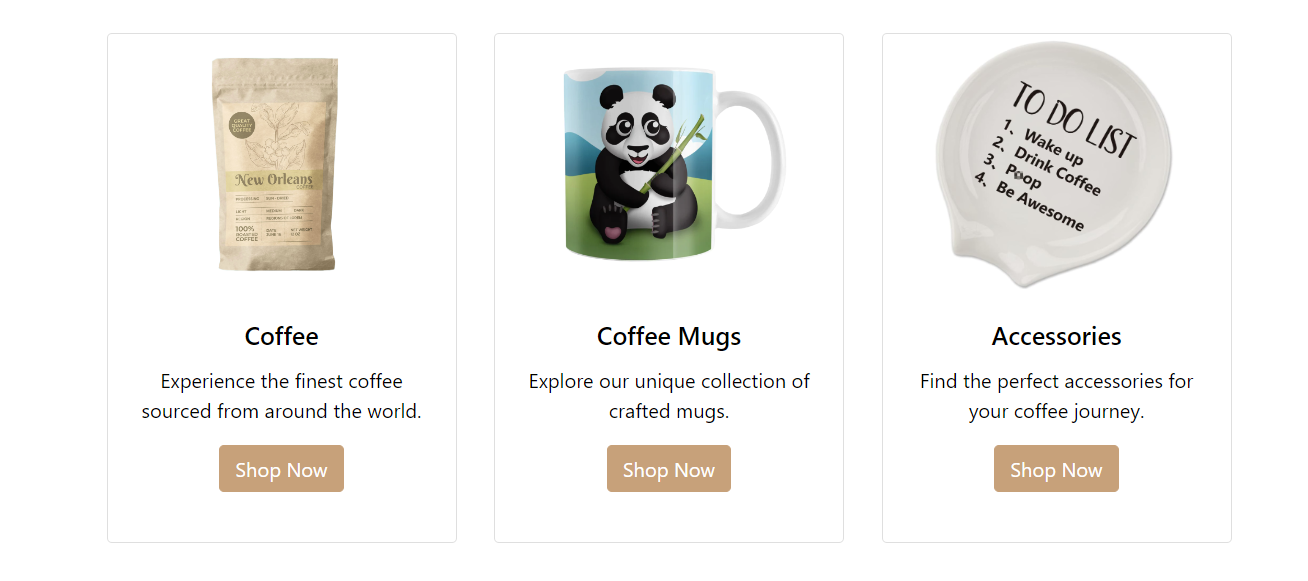 GREAT
QUALITY
COFFEE
New Orleans
COFFEE
LIGHT MEDIUM DARK
100%
ROASTED
COFFEE
TO DO LIST
1、Wake up
2、Drink Coffee
3、Poop
4、Be Awesome
Coffee
Experience the finest coffee
sourced from around the world.
Shop Now
Coffee Mugs
Explore our unique collection of
crafted mugs.
Shop Now
Accessories
Find the perfect accessories for
your coffee journey.
Shop Now